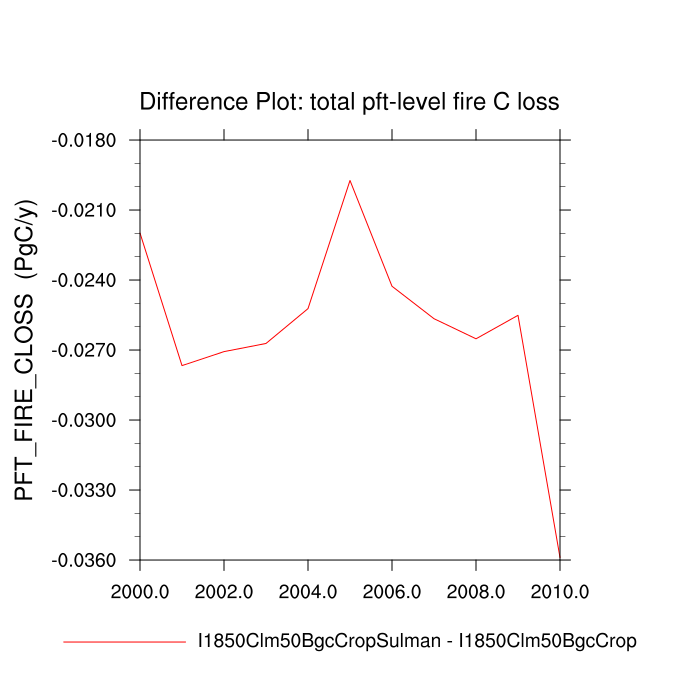 Difference Plot: total pft-level fire C loss
PFT_FIRE_CLOSS (PgC/y)
-0.0180
-0.0210
-0.0240
-0.0270
-0.0300
-0.0330
-0.0360
2000.0 2002.0 2004.0 2006.0 2008.0 2010.0
I1850Clm50BgcCropSulman - I1850Clm50BgcCrop